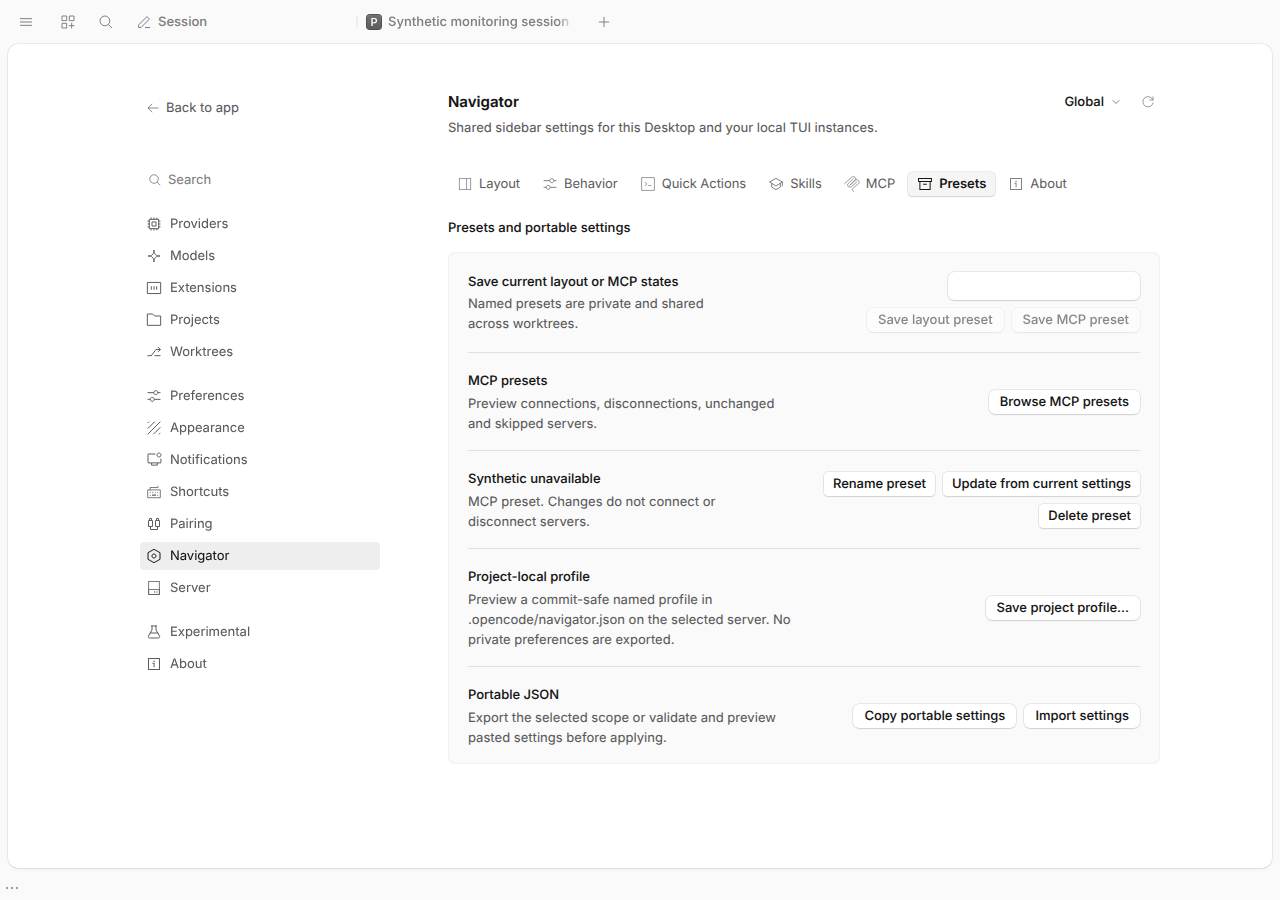 Session
P Synthetic monitoring session
Back to app
Search
Providers
Models
Extensions
Projects
Worktrees
Preferences
Appearance
Notifications
Shortcuts
Pairing
Navigator
Server
Experimental
About
Navigator
Global
Shared sidebar settings for this Desktop and your local TUI instances.
Layout
Behavior
Quick Actions
Skills
MCP
Presets
About
Presets and portable settings
Save current layout or MCP states
Named presets are private and shared
across worktrees.
Save layout preset
Save MCP preset
MCP presets
Preview connections, disconnections, unchanged
and skipped servers.
Browse MCP presets
Synthetic unavailable
MCP preset. Changes do not connect or
disconnect servers.
Rename preset
Update from current settings
Delete preset
Project-local profile
Preview a commit-safe named profile in
.opencode/navigator.json on the selected server. No
private preferences are exported.
Save project profile...
Portable JSON
Export the selected scope or validate and preview
pasted settings before applying.
Copy portable settings
Import settings